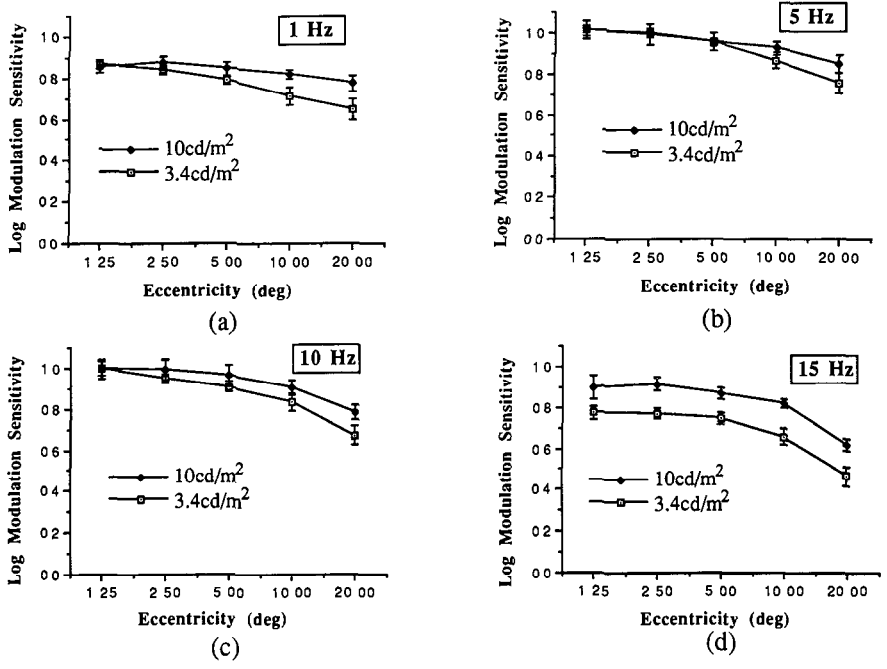 1 Hz
Log Modulation Sensitivity
1.0
0.8
0.6
0.4
0.2
0.0
10cd/m²
3.4cd/m²
1 25 2 50 5 00 10 00 20 00
Eccentricity (deg)
(a)
5 Hz
Log Modulation Sensitivity
1.0
0.8
0.6
0.4
0.2
0.0
10cd/m²
3.4cd/m²
1 25 2 50 5 00 10 00 20 00
Eccentricity (deg)
(b)
10 Hz
Log Modulation Sensitivity
1.0
0.8
0.6
0 4
0 2
0 0
10cd/m²
3.4cd/m²
1 25 2 50 5 00 10 00 20 00
Eccentricity (deg)
(c)
15 Hz
Log Modulation Sensitivity
1.0
0.8
0 6
0 4
0 2
0 0
10cd/m²
3.4cd/m²
1 25 2 50 5 00 10 00 20 00
Eccentricity (deg)
(d)